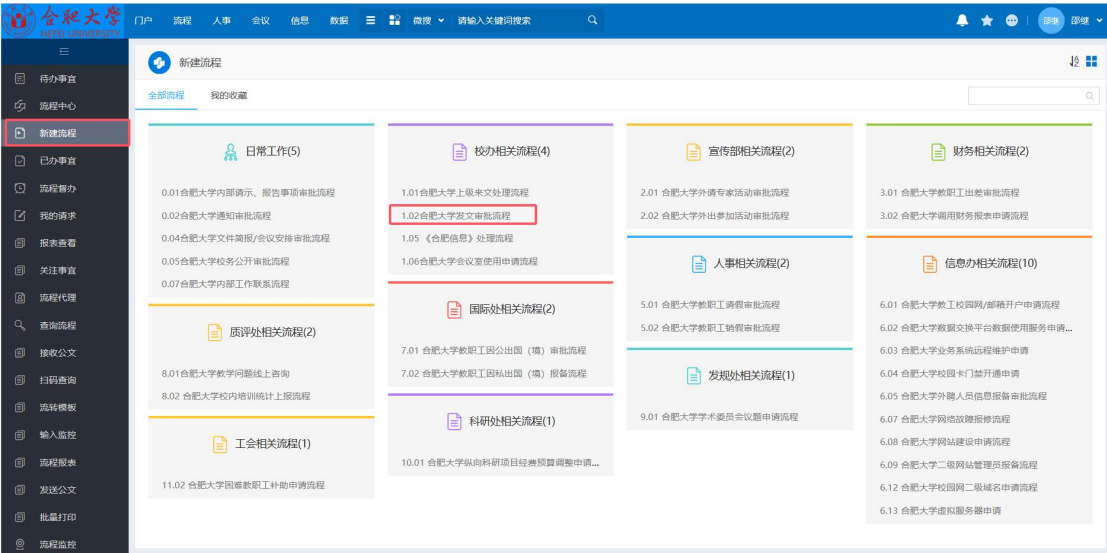 合肥大学
HEFEI UNIVERSITY
门户 流程 人事 会议 信息 数据 微搜 请输入关键词搜索
邵继 邵继
待办事宜
流程中心
新建流程
已办事宜
流程督办
我的请求
报表查看
关注事宜
流程代理
查询流程
接收公文
扫码查询
流转模板
输入监控
流程报表
发送公文
批量打印
流程监控
新建流程
全部流程 我的收藏
日常工作(5)
0.01合肥大学内部请示、报告事项审批流程
0.02合肥大学通知审批流程
0.04合肥大学文件简报/会议安排审批流程
0.05合肥大学校务公开审批流程
0.07合肥大学内部工作联系流程
质评处相关流程(2)
8.01合肥大学教学问题线上咨询
8.02 合肥大学校内培训统计上报流程
工会相关流程(1)
11.02 合肥大学困难教职工补助申请流程
校办相关流程(4)
1.01合肥大学上级来文处理流程
1.02合肥大学发文审批流程
1.05 《合肥信息》处理流程
1.06合肥大学会议室使用申请流程
国际处相关流程(2)
7.01 合肥大学教职工因公出国（境）审批流程
7.02 合肥大学教职工因私出国（境）报备流程
科研处相关流程(1)
10.01 合肥大学纵向科研项目经费预算调整申请...
宣传部相关流程(2)
2.01 合肥大学外请专家活动审批流程
2.02 合肥大学外出参加活动审批流程
人事相关流程(2)
5.01 合肥大学教职工请假审批流程
5.02 合肥大学教职工销假审批流程
发规处相关流程(1)
9.01 合肥大学学术委员会议题申请流程
财务相关流程(2)
3.01 合肥大学教职工出差审批流程
3.02 合肥大学调用财务报表申请流程
信息办相关流程(10)
6.01 合肥大学教工校园网/邮箱开户申请流程
6.02 合肥大学数据交换平台数据使用服务申请...
6.03 合肥大学业务系统远程维护申请
6.04 合肥大学校园卡门禁开通申请
6.05 合肥大学外聘人员信息报备审批流程
6.07 合肥大学网络故障报修流程
6.08 合肥大学网站建设申请流程
6.09 合肥大学二级网站管理员报备流程
6.12 合肥大学校园网二级域名申请流程
6.13 合肥大学虚拟服务器申请